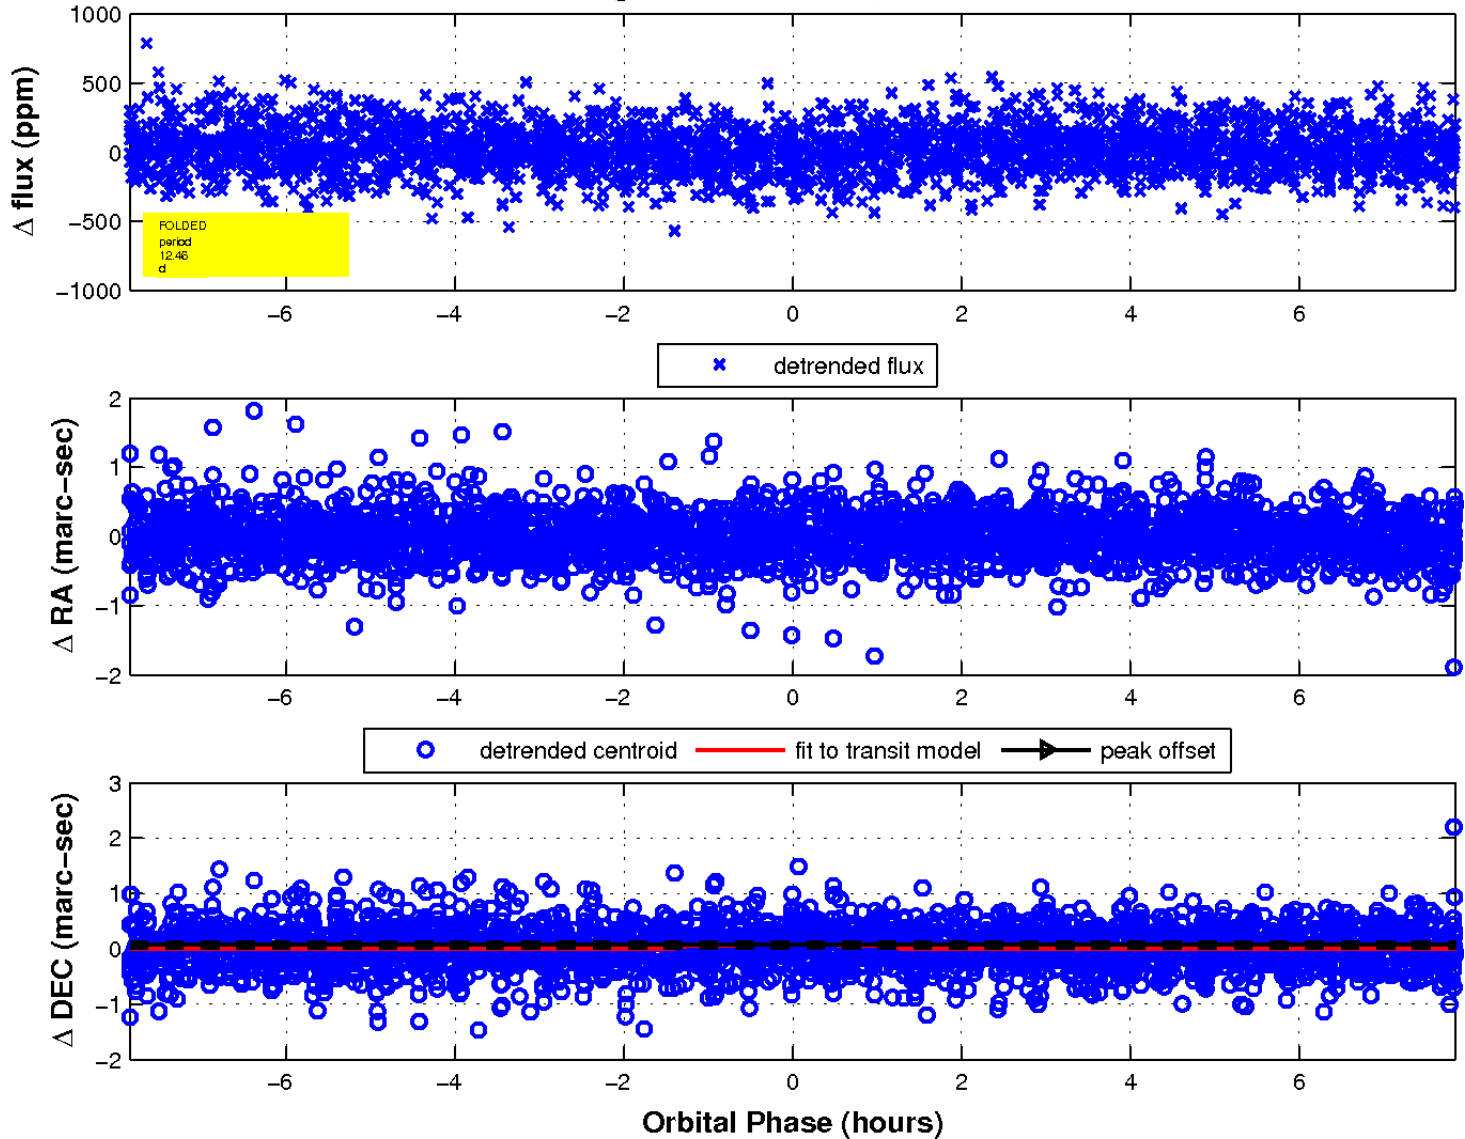 1000
500
0
−500
−1000
Δ flux (ppm)
FOLDED
period
12.46
d
−6 −4 −2 0 2 4 6
detrended flux
2
1
0
−1
−2
Δ RA (marc−sec)
−6 −4 −2 0 2 4 6
detrended centroid fit to transit model peak offset
3
2
1
0
−1
−2
Δ DEC (marc−sec)
−6 −4 −2 0 2 4 6
Orbital Phase (hours)